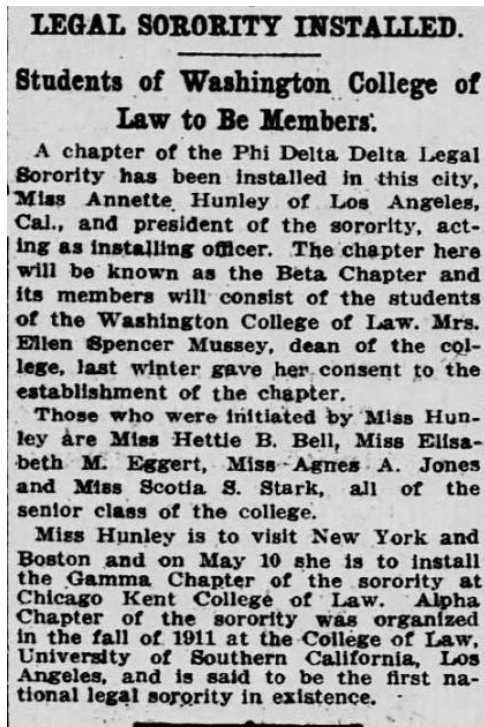 LEGAL SORORITY INSTALLED.
Students of Washington College of
Law to Be Members.
A chapter of the Phi Delta Delta Legal
Sorority has been installed in this city,
Miss Annette Hunley of Los Angeles,
Cal., and president of the sorority, act-
ing as installing officer. The chapter here
will be known as the Beta Chapter and
its members will consist of the students
of the Washington College of Law. Mrs.
Ellen Spencer Mussey, dean of the col-
lege, last winter gave her consent to the
establishment of the chapter.
Those who were initiated by Miss Hun-
ley are Miss Hettie B. Bell, Miss Elisa-
beth M. Eggert, Miss Agnes A. Jones
and Miss Scotia S. Stark, all of the
senior class of the college.
Miss Hunley is to visit New York and
Boston and on May 10 she is to install
the Gamma Chapter of the sorority at
Chicago Kent College of Law. Alpha
Chapter of the sorority was organized
in the fall of 1911 at the College of Law,
University of Southern California, Los
Angeles, and is said to be the first na-
tional legal sorority in existence.